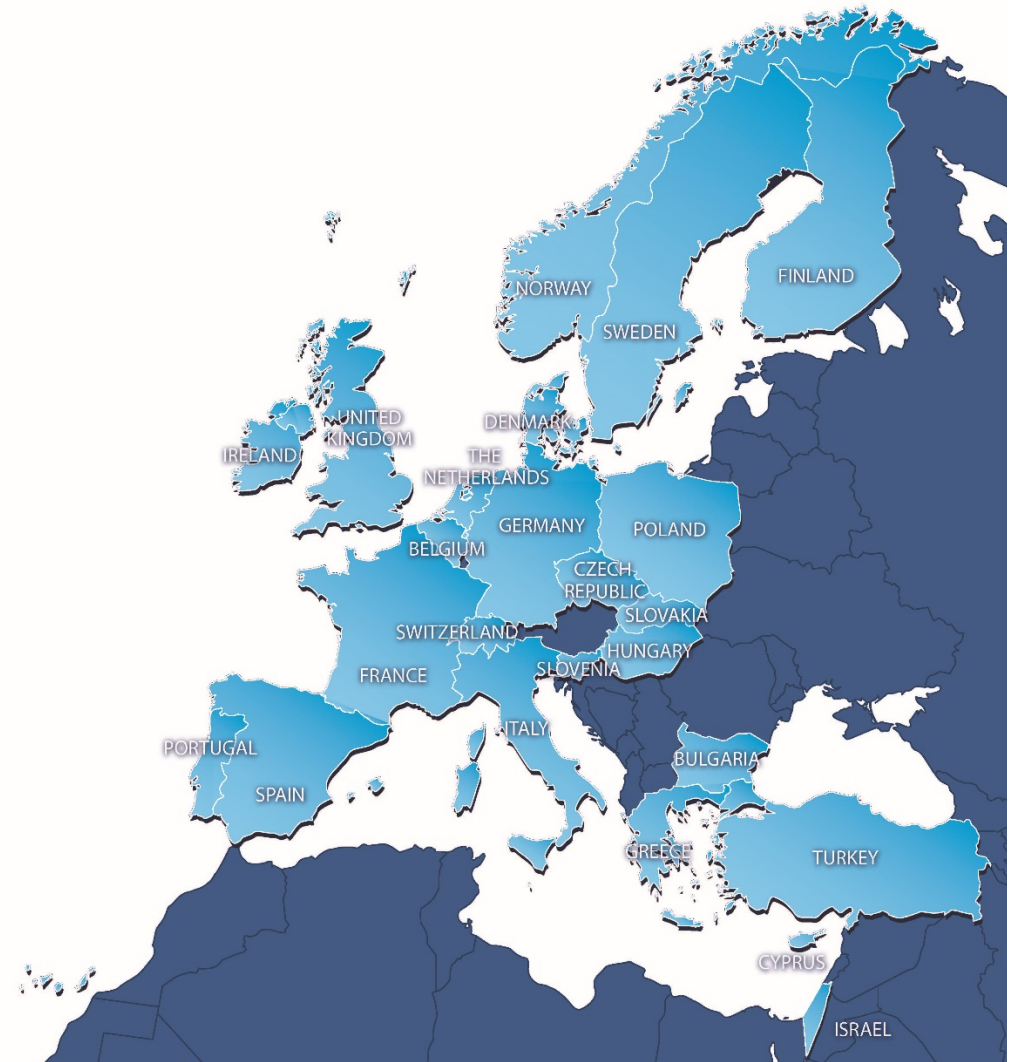 FINLAND
NORWAY
SWEDEN
UNITED
KINGDOM
DENMARK
IRELAND
THE
NETHERLANDS
GERMANY
POLAND
BELGIUM
CZECH
REPUBLIC
SLOVAKIA
SWITZERLAND
HUNGARY
SLOVENIA
FRANCE
ITALY
PORTUGAL
BULGARIA
SPAIN
GREECE
TURKEY
CYPRUS
ISRAEL